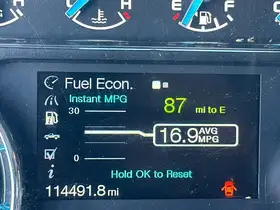 H
F
Fuel Econ.
Instant MPG
30
87 mi to E
16.9 AVG MPG
0
Hold OK to Reset
114491.8 mi